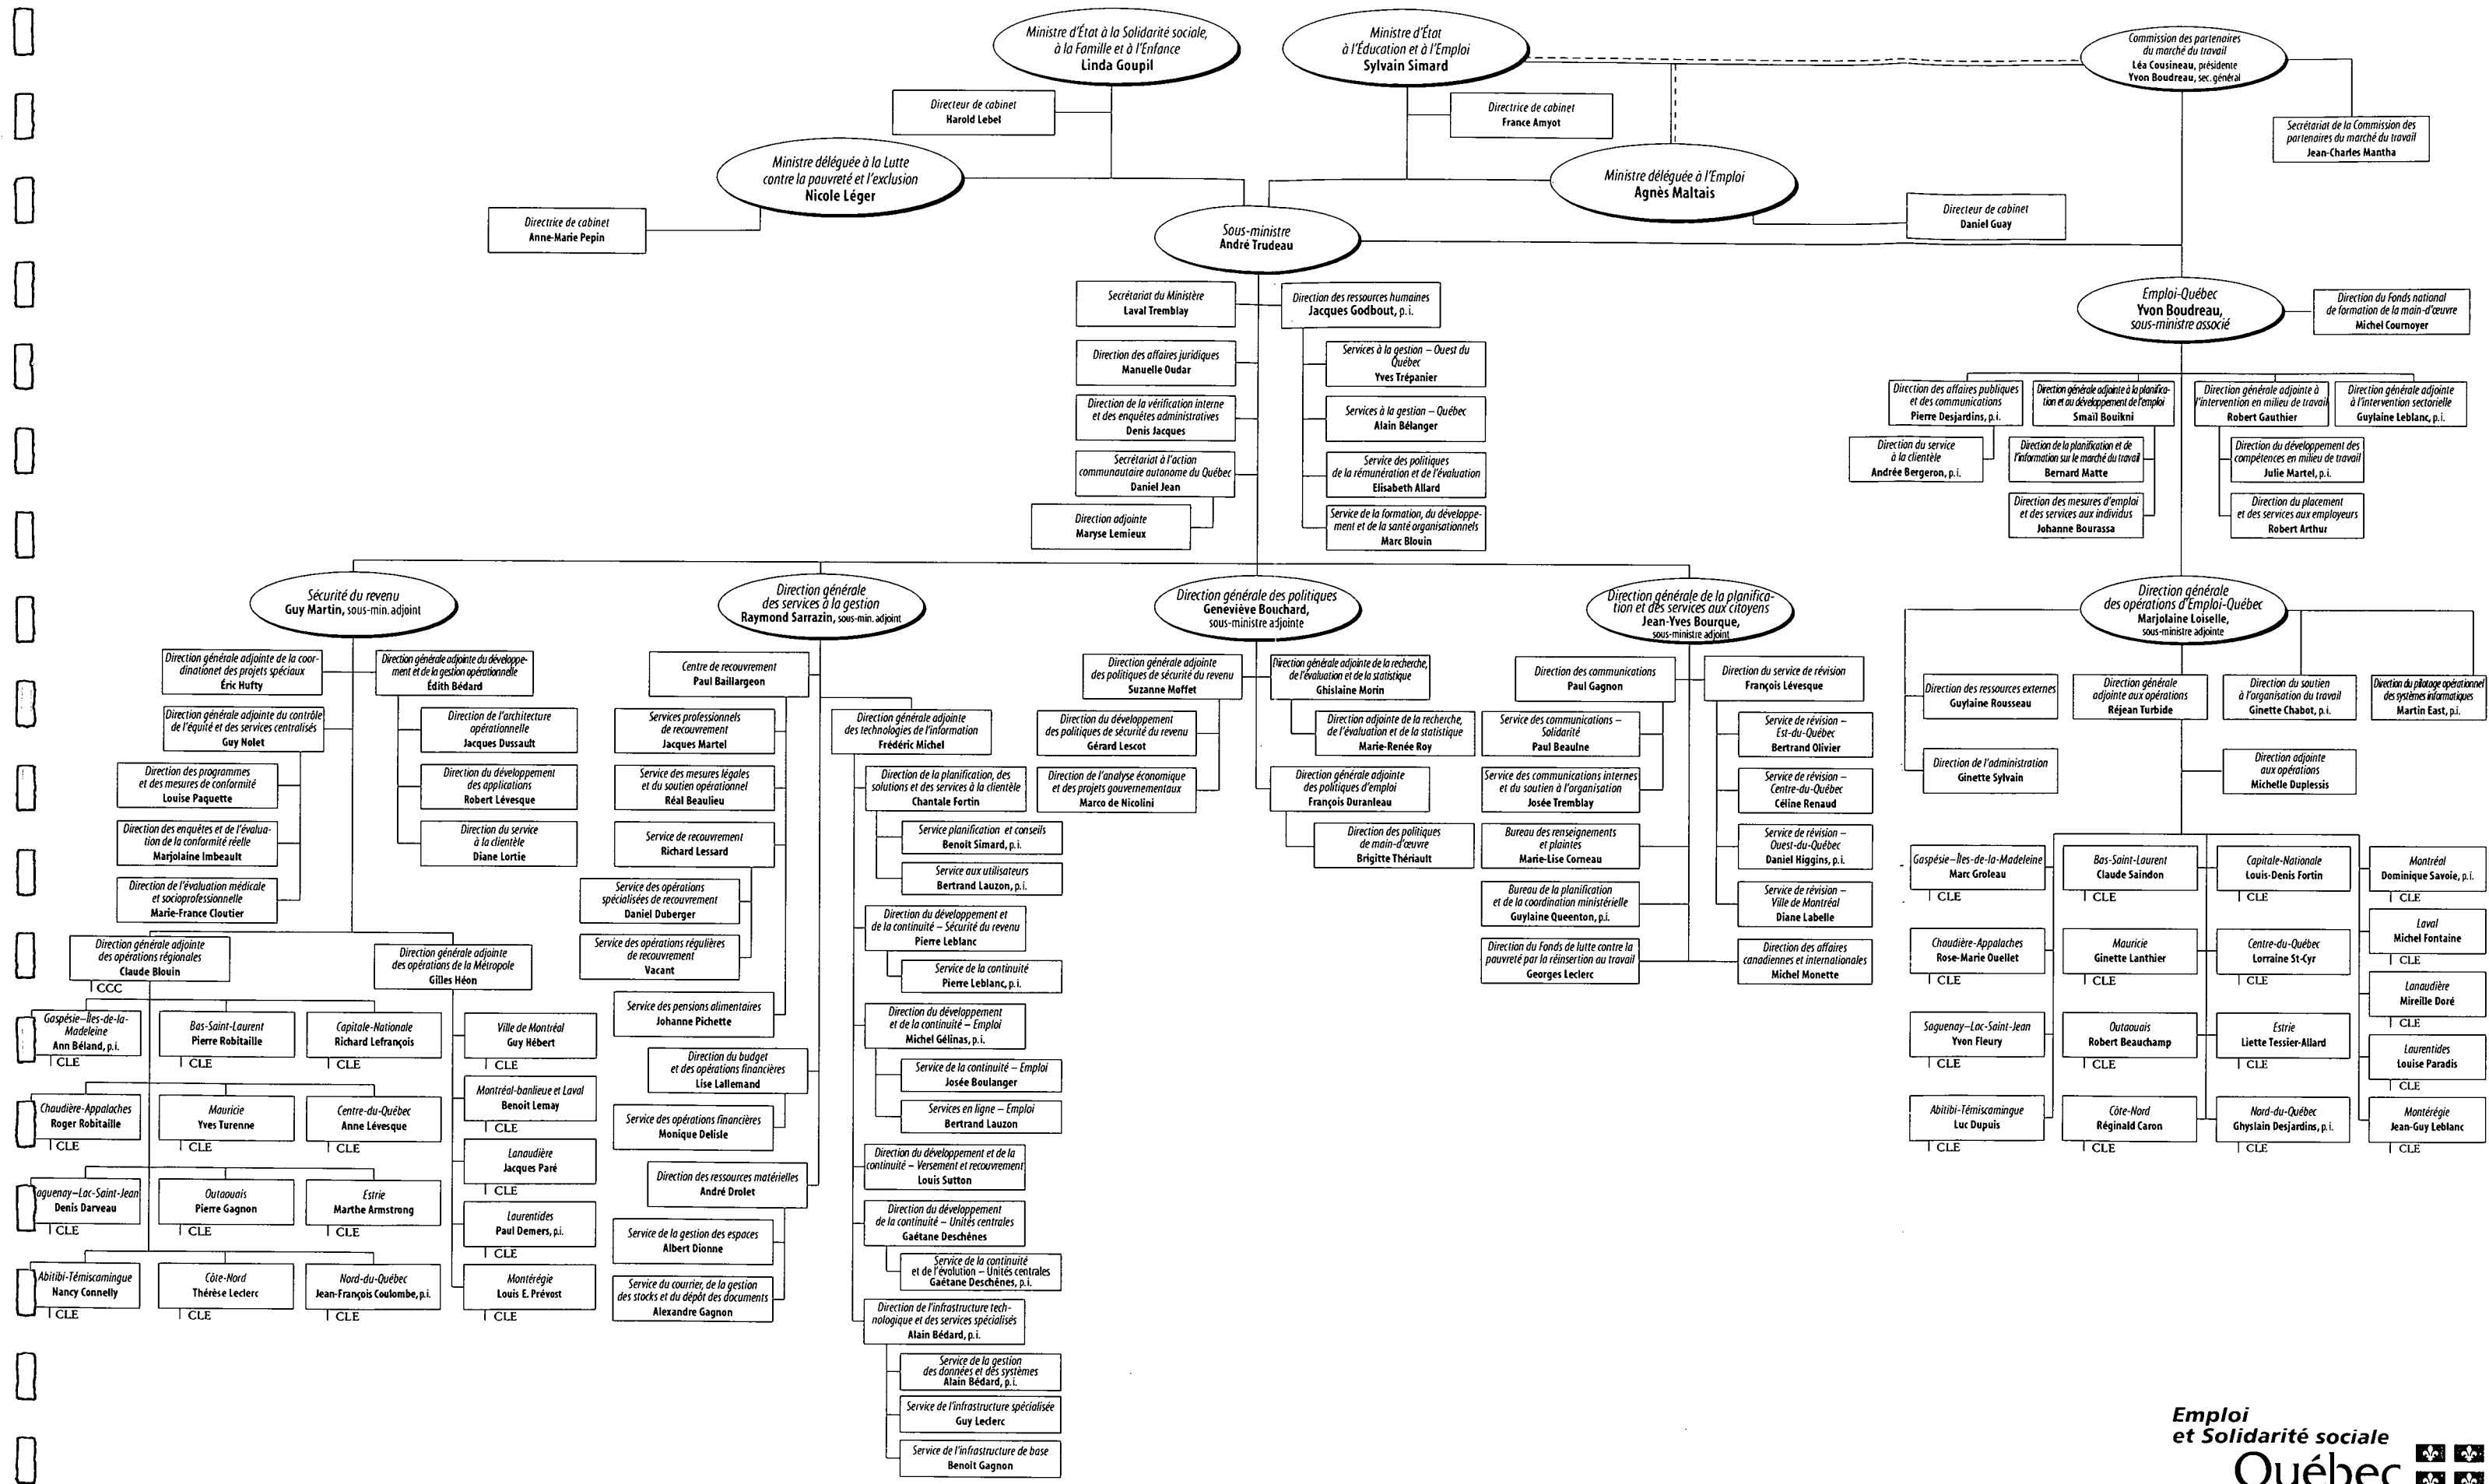 Ministre d'État à la Solidarité sociale,
à la Famille et à l'Enfance
Linda Goupil
Ministre d'État
à l'Éducation et à l'Emploi
Sylvain Simard
Commission des partenaires
du marché du travail
Léa Cousineau, présidente
Yvon Boudreau, sec. général
Directeur de cabinet
Harold Lebel
Directrice de cabinet
France Amyot
Secrétariat de la Commission des
partenaires du marché du travail
Jean-Charles Mantha
Ministre déléguée à la Lutte
contre la pauvreté et l'exclusion
Nicole Léger
Ministre déléguée à l'Emploi
Agnès Maltais
Directrice de cabinet
Anne-Marie Pepin
Directeur de cabinet
Daniel Guay
Sous-ministre
André Trudeau
Secrétariat du Ministère
Laval Tremblay
Direction des ressources humaines
Jacques Godbout, p.i.
Direction des affaires juridiques
Manuelle Oudar
Services à la gestion – Ouest du
Québec
Yves Trépanier
Direction de la vérification interne
et des enquêtes administratives
Denis Jacques
Services à la gestion – Québec
Alain Bélanger
Secrétariat à l'action
communautaire autonome du Québec
Daniel Jean
Service des politiques
de la rémunération et de l'évaluation
Elisabeth Allard
Direction adjointe
Maryse Lemieux
Service de la formation, du développe-
ment et de la santé organisationnels
Marc Blouin
Emploi-Québec
Yvon Boudreau,
sous-ministre associé
Direction du Fonds national
de formation de la main-d'œuvre
Michel Cournoyer
Direction des affaires publiques
et des communications
Pierre Desjardins, p.i.
Direction générale adjointe à la planifica-
tion et au développement de l'emploi
Smaïl Bouikni
Direction générale adjointe à
l'intervention en milieu de travail
Robert Gauthier
Direction générale adjointe
à l'intervention sectorielle
Guylaine Leblanc, p.i.
Direction du service
à la clientèle
Andrée Bergeron, p.i.
Direction de la planification et de
l'information sur le marché du travail
Bernard Matte
Direction du développement des
compétences en milieu de travail
Julie Martel, p.i.
Direction des mesures d'emploi
et des services aux individus
Johanne Bourassa
Direction du placement
et des services aux employeurs
Robert Arthur
Sécurité du revenu
Guy Martin, sous-min. adjoint
Direction générale
des services à la gestion
Raymond Sarrazin, sous-min. adjoint
Direction générale des politiques
Geneviève Bouchard,
sous-ministre adjointe
Direction générale de la planifica-
tion et des services aux citoyens
Jean-Yves Bourque,
sous-ministre adjoint
Direction générale
des opérations d'Emploi-Québec
Marjolaine Loiselle,
sous-ministre adjointe
Direction générale adjointe de la coor-
dinationet des projets spéciaux
Éric Hufty
Direction générale adjointe du développe-
ment et de la gestion opérationnelle
Édith Bédard
Direction générale adjointe du contrôle
de l'équité et des services centralisés
Guy Nolet
Direction de l'architecture
opérationnelle
Jacques Dussault
Direction des programmes
et des mesures de conformité
Louise Paquette
Direction du développement
des applications
Robert Lévesque
Direction des enquêtes et de l'évalua-
tion de la conformité réelle
Marjolaine Imbeault
Direction du service
à la clientèle
Diane Lortie
Direction de l'évaluation médicale
et socioprofessionnelle
Marie-France Cloutier
Direction générale adjointe
des opérations régionales
Claude Blouin
CCC
Direction générale adjointe
des opérations de la Métropole
Gilles Héon
Gaspésie–Îles-de-la-
Madeleine
Ann Béland, p.i.
CLE
Bas-Saint-Laurent
Pierre Robitaille
CLE
Capitale-Nationale
Richard Lefrançois
CLE
Ville de Montréal
Guy Hébert
CLE
Chaudière-Appalaches
Roger Robitaille
CLE
Mauricie
Yves Turenne
CLE
Centre-du-Québec
Anne Lévesque
CLE
Montréal-banlieue et Laval
Benoit Lemay
CLE
Lanaudière
Jacques Paré
CLE
aguenay–Lac-Saint-Jean
Denis Darveau
CLE
Outaouais
Pierre Gagnon
CLE
Estrie
Marthe Armstrong
CLE
Laurentides
Paul Demers, p.i.
CLE
Abitibi-Témiscamingue
Nancy Connelly
CLE
Côte-Nord
Thérèse Leclerc
CLE
Nord-du-Québec
Jean-François Coulombe, p.i.
CLE
Montérégie
Louis E. Prévost
CLE
Centre de recouvrement
Paul Baillargeon
Services professionnels
de recouvrement
Jacques Martel
Service des mesures légales
et du soutien opérationnel
Réal Beaulieu
Service de recouvrement
Richard Lessard
Service des opérations
spécialisées de recouvrement
Daniel Duberger
Service des opérations régulières
de recouvrement
Vacant
Service des pensions alimentaires
Johanne Pichette
Direction du budget
et des opérations financières
Lise Lallemand
Service des opérations financières
Monique Delisle
Direction des ressources matérielles
André Drolet
Service de la gestion des espaces
Albert Dionne
Service du courrier, de la gestion
des stocks et du dépôt des documents
Alexandre Gagnon
Direction générale adjointe
des technologies de l'information
Frédéric Michel
Direction de la planification, des
solutions et des services à la clientèle
Chantale Fortin
Service planification et conseils
Benoit Simard, p.i.
Service aux utilisateurs
Bertrand Lauzon, p.i.
Direction du développement et
de la continuité – Sécurité du revenu
Pierre Leblanc
Service de la continuité
Pierre Leblanc, p.i.
Direction du développement
et de la continuité – Emploi
Michel Gélinas, p.i.
Service de la continuité – Emploi
Josée Boulanger
Services en ligne – Emploi
Bertrand Lauzon
Direction du développement et de la
continuité – Versement et recouvrement
Louis Sutton
Direction du développement
de la continuité – Unités centrales
Gaétane Deschênes
Service de la continuité
et de l'évolution – Unités centrales
Gaétane Deschênes, p.i.
Direction de l'infrastructure tech-
nologique et des services spécialisés
Alain Bédard, p.i.
Service de la gestion
des données et des systèmes
Alain Bédard, p.i.
Service de l'infrastructure spécialisée
Guy Leclerc
Service de l'infrastructure de base
Benoit Gagnon
Direction générale adjointe
des politiques de sécurité du revenu
Suzanne Moffet
Direction générale adjointe de la recherche,
de l'évaluation et de la statistique
Ghislaine Morin
Direction du développement
des politiques de sécurité du revenu
Gérard Lescot
Direction adjointe de la recherche,
de l'évaluation et de la statistique
Marie-Renée Roy
Direction de l'analyse économique
et des projets gouvernementaux
Marco de Nicolini
Direction générale adjointe
des politiques d'emploi
François Duranleau
Direction des politiques
de main-d'œuvre
Brigitte Thériault
Direction des communications
Paul Gagnon
Direction du service de révision
François Lévesque
Service des communications –
Solidarité
Paul Beaulne
Service de révision –
Est-du-Québec
Bertrand Olivier
Service des communications internes
et du soutien à l'organisation
Josée Tremblay
Service de révision –
Centre-du-Québec
Céline Renaud
Bureau des renseignements
et plaintes
Marie-Lise Comeau
Service de révision –
Ouest-du-Québec
Daniel Higgins, p.i.
Bureau de la planification
et de la coordination ministérielle
Guylaine Queenton, p.i.
Service de révision –
Ville de Montréal
Diane Labelle
Direction du Fonds de lutte contre la
pauvreté par la réinsertion au travail
Georges Leclerc
Direction des affaires
canadiennes et internationales
Michel Monette
Direction des ressources externes
Guylaine Rousseau
Direction générale
adjointe aux opérations
Réjean Turbide
Direction du soutien
à l'organisation du travail
Ginette Chabot, p.i.
Direction du pilotage opérationnel
des systèmes informatiques
Martin East, p.i.
Direction de l'administration
Ginette Sylvain
Direction adjointe
aux opérations
Michelle Duplessis
Gaspésie–Îles-de-la-Madeleine
Marc Groleau
CLE
Bas-Saint-Laurent
Claude Saindon
CLE
Capitale-Nationale
Louis-Denis Fortin
CLE
Montréal
Dominique Savoie, p.i.
CLE
Laval
Michel Fontaine
CLE
Chaudière-Appalaches
Rose-Marie Ouellet
CLE
Mauricie
Ginette Lanthier
CLE
Centre-du-Québec
Lorraine St-Cyr
CLE
Lanaudière
Mireille Doré
CLE
Saguenay–Lac-Saint-Jean
Yvon Fleury
CLE
Outaouais
Robert Beauchamp
CLE
Estrie
Liette Tessier-Allard
CLE
Laurentides
Louise Paradis
CLE
Abitibi-Témiscamingue
Luc Dupuis
CLE
Côte-Nord
Réginald Caron
CLE
Nord-du-Québec
Ghyslain Desjardins, p.i.
CLE
Montérégie
Jean-Guy Leblanc
CLE
Emploi
et Solidarité sociale
Québec